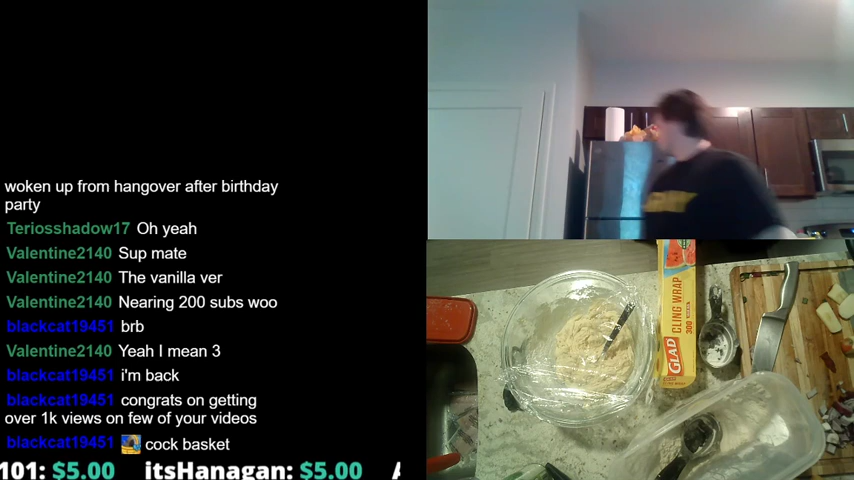 woken up from hangover after birthday
party
Teriosshadow17 Oh yeah
Valentine2140 Sup mate
Valentine2140 The vanilla ver
Valentine2140 Nearing 200 subs woo
blackcat19451 brb
Valentine2140 Yeah I mean 3
blackcat19451 i'm back
blackcat19451 congrats on getting
over 1k views on few of your videos
blackcat19451 cock basket
101: $5.00 itsHanagan: $5.00
GLAD CLING WRAP
300